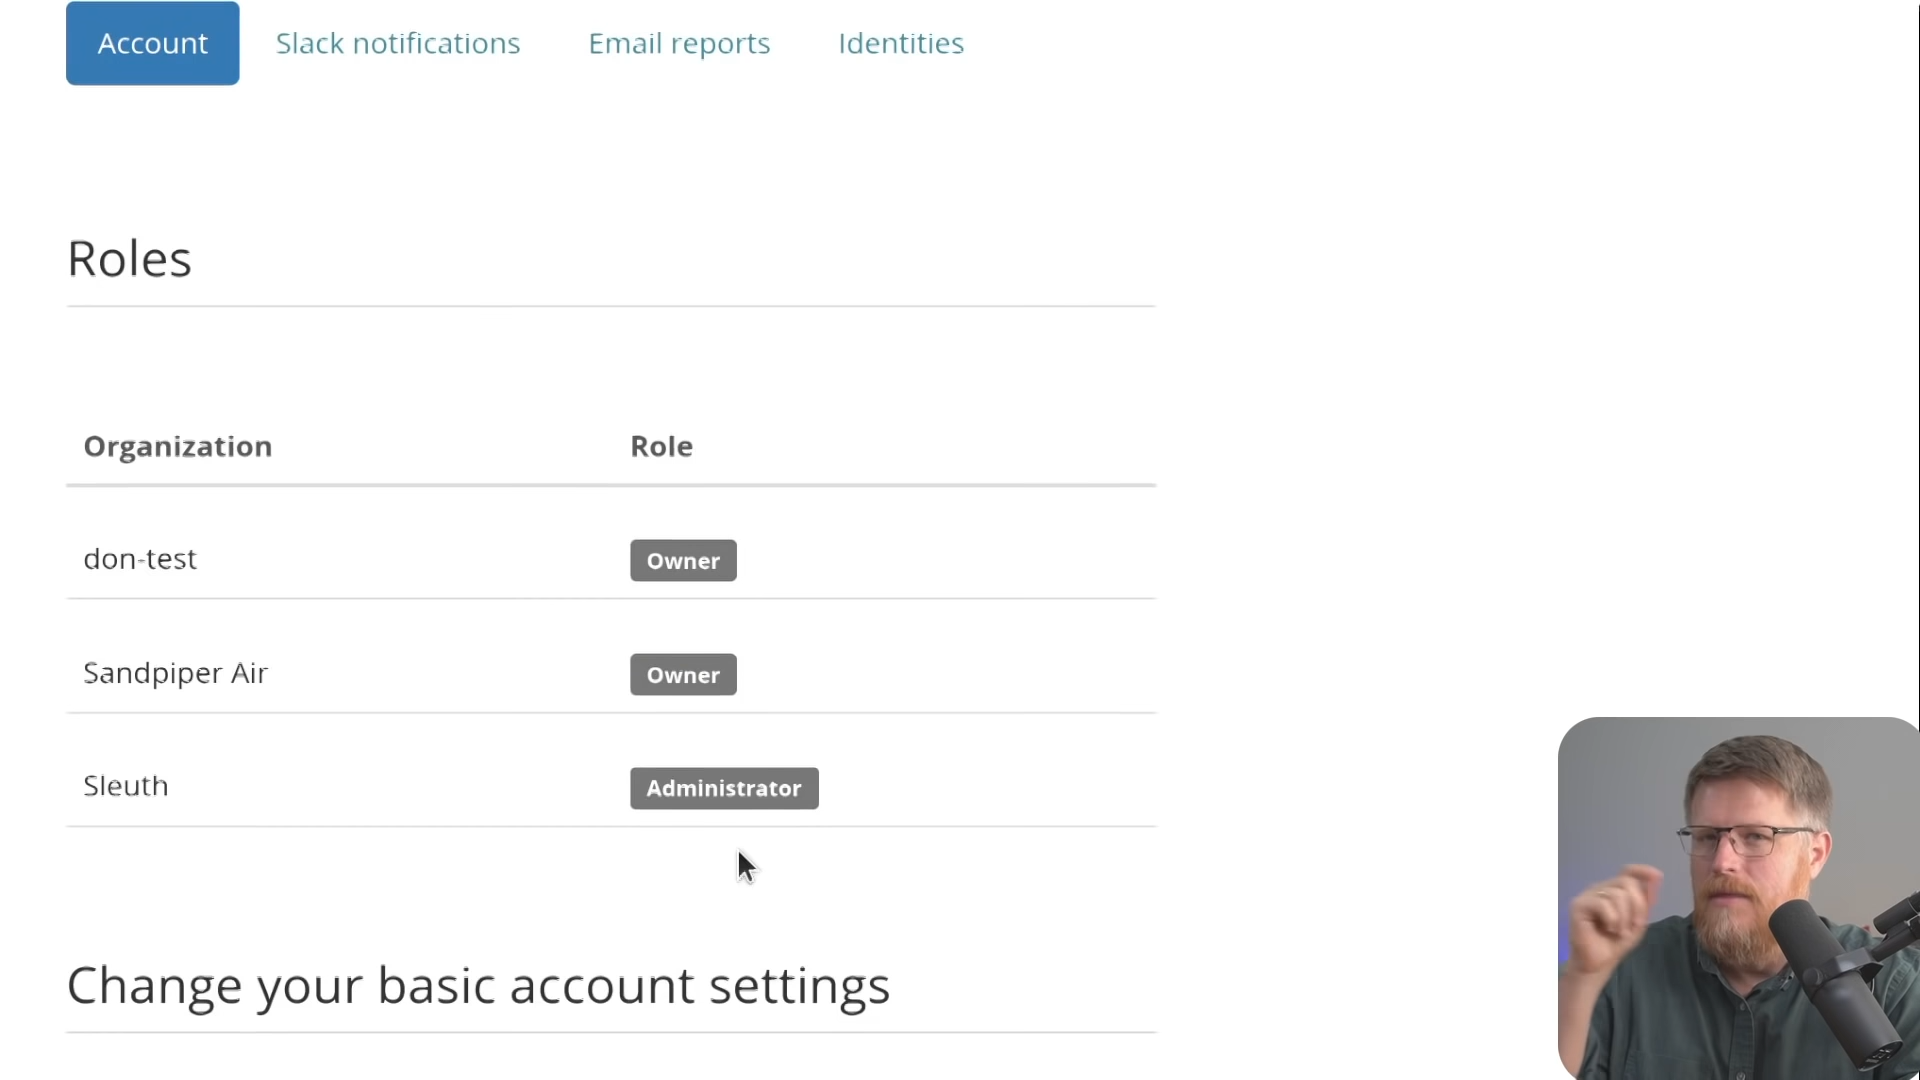 Account Slack notifications Email reports Identities
Roles
Organization Role
don-test Owner
Sandpiper Air Owner
Sleuth Administrator
Change your basic account settings